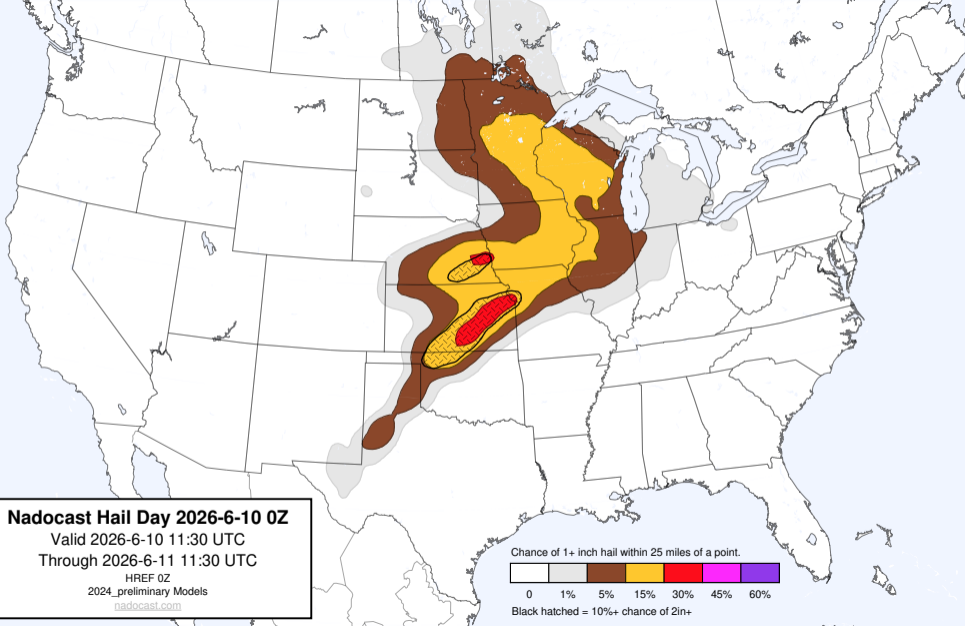 Nadocast Hail Day 2026-6-10 0Z
Valid 2026-6-10 11:30 UTC
Through 2026-6-11 11:30 UTC
HREF 0Z
2024_preliminary Models
nadocast.com
Chance of 1+ inch hail within 25 miles of a point.
0 1% 5% 15% 30% 45% 60%
Black hatched = 10%+ chance of 2in+